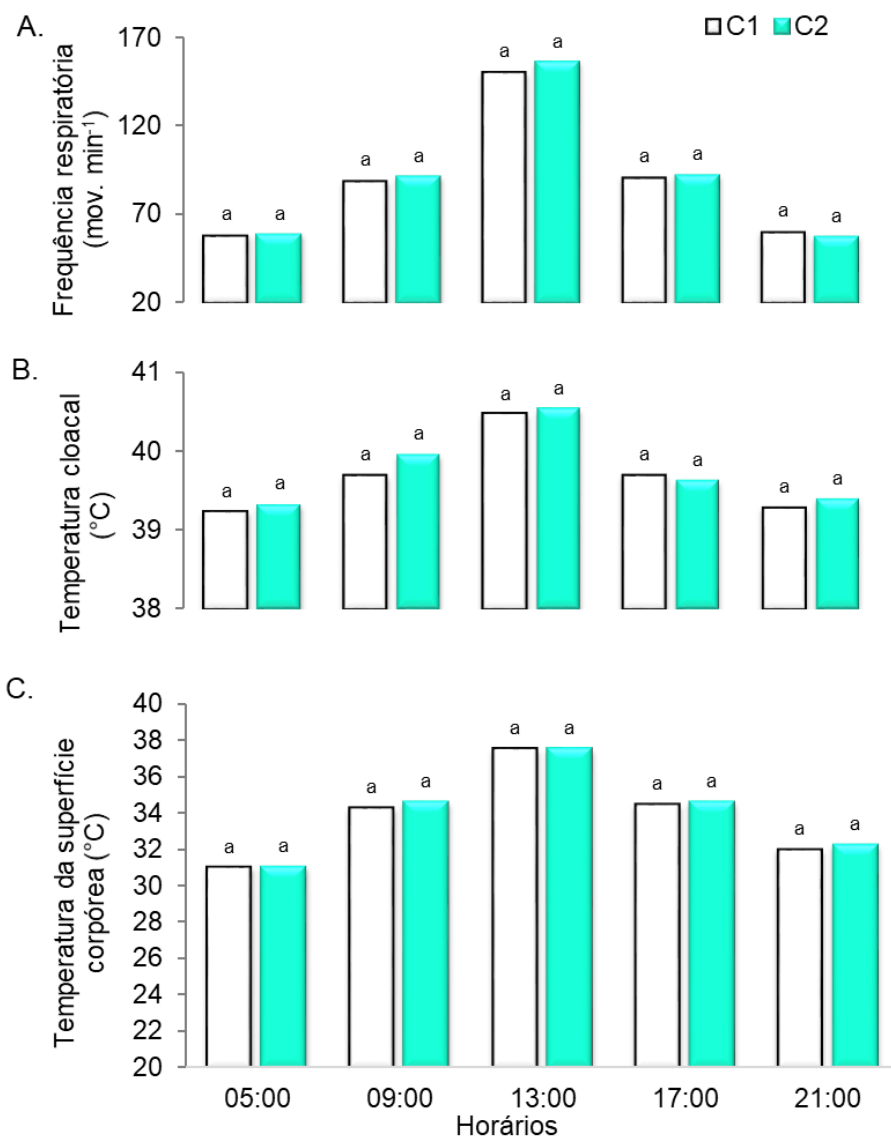 A.
C1 C2
Frequência respiratória
(mov. min⁻¹)
170
120
70
20
a a a a a a a a a a
B.
Temperatura cloacal
(°C)
41
40
39
38
a a a a a a a a a a
C.
Temperatura da superfície
corpórea (°C)
40
38
36
34
32
30
28
26
24
22
20
a a a a a a a a a a
05:00 09:00 13:00 17:00 21:00
Horários